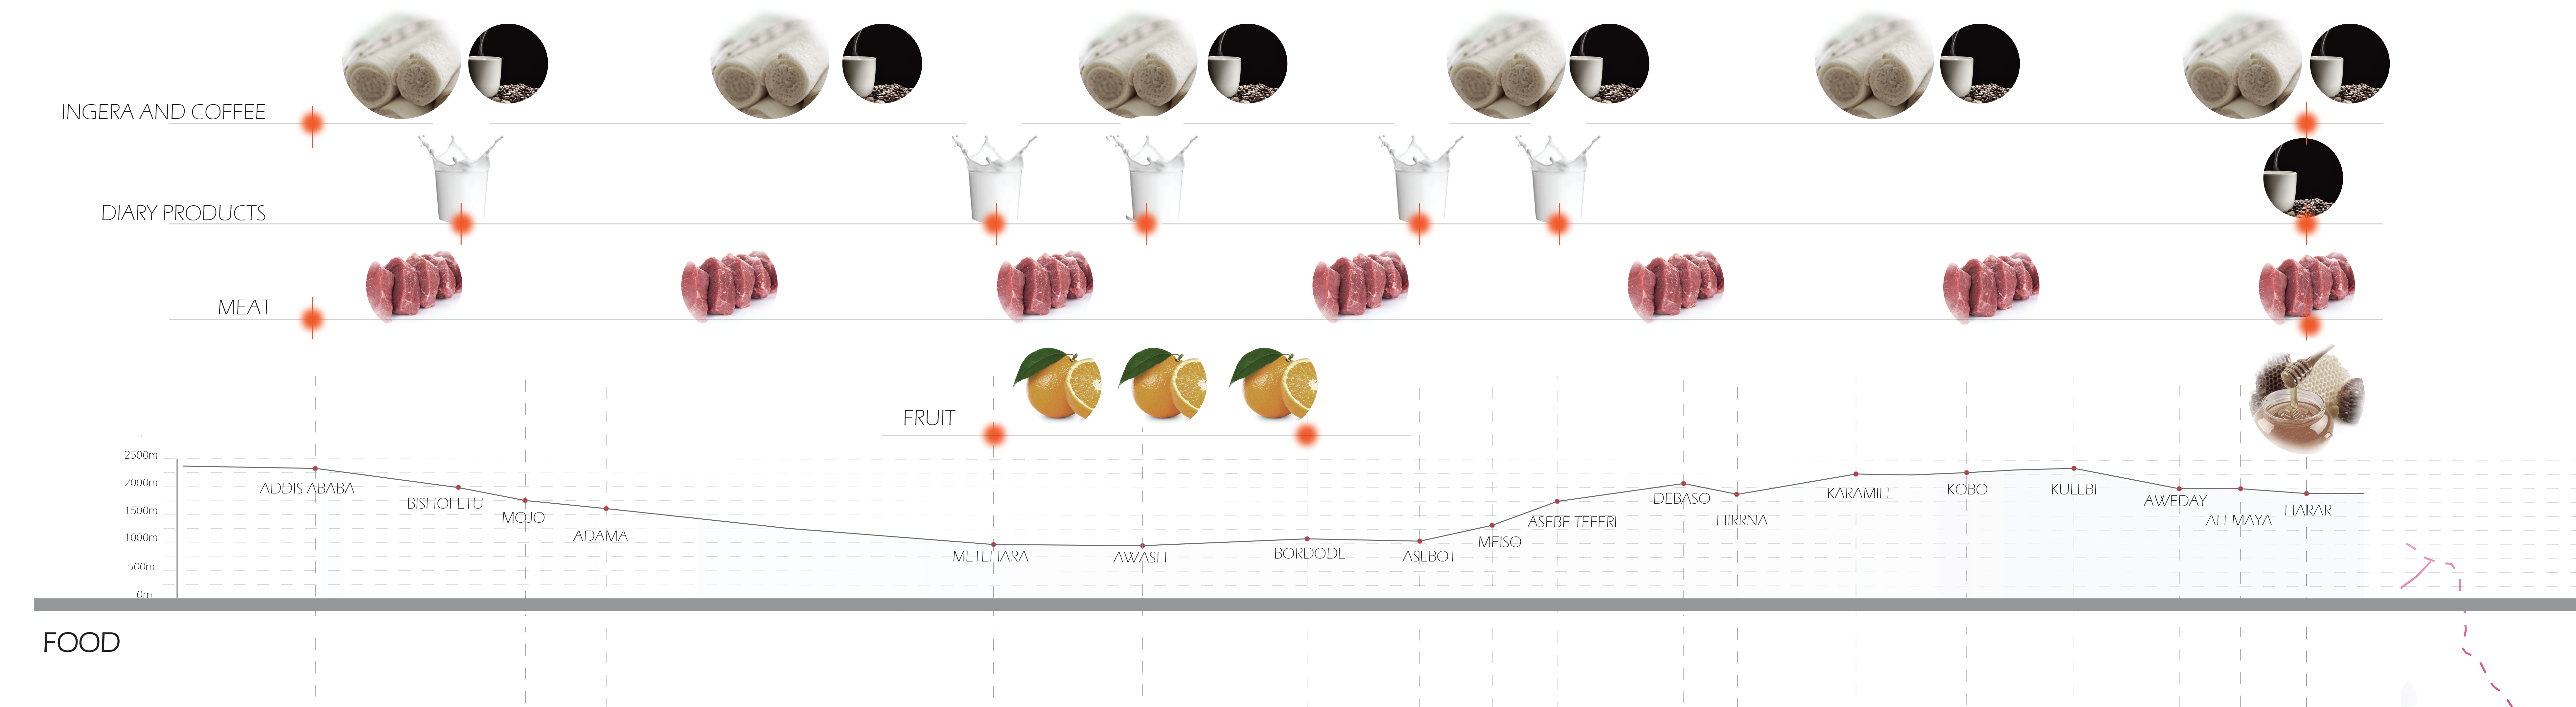 INGERA AND COFFEE
DIARY PRODUCTS
MEAT
FRUIT
2500m
2000m
1500m
1000m
500m
0m
ADDIS ABABA
BISHOFETU
MOJO
ADAMA
METEHARA
AWASH
BORDODE
ASEBOT
MEISO
ASEBE TEFERI
DEBASO
HIRRNA
KARAMILE
KOBO
KULEBI
AWEDAY
ALEMAYA
HARAR
FOOD